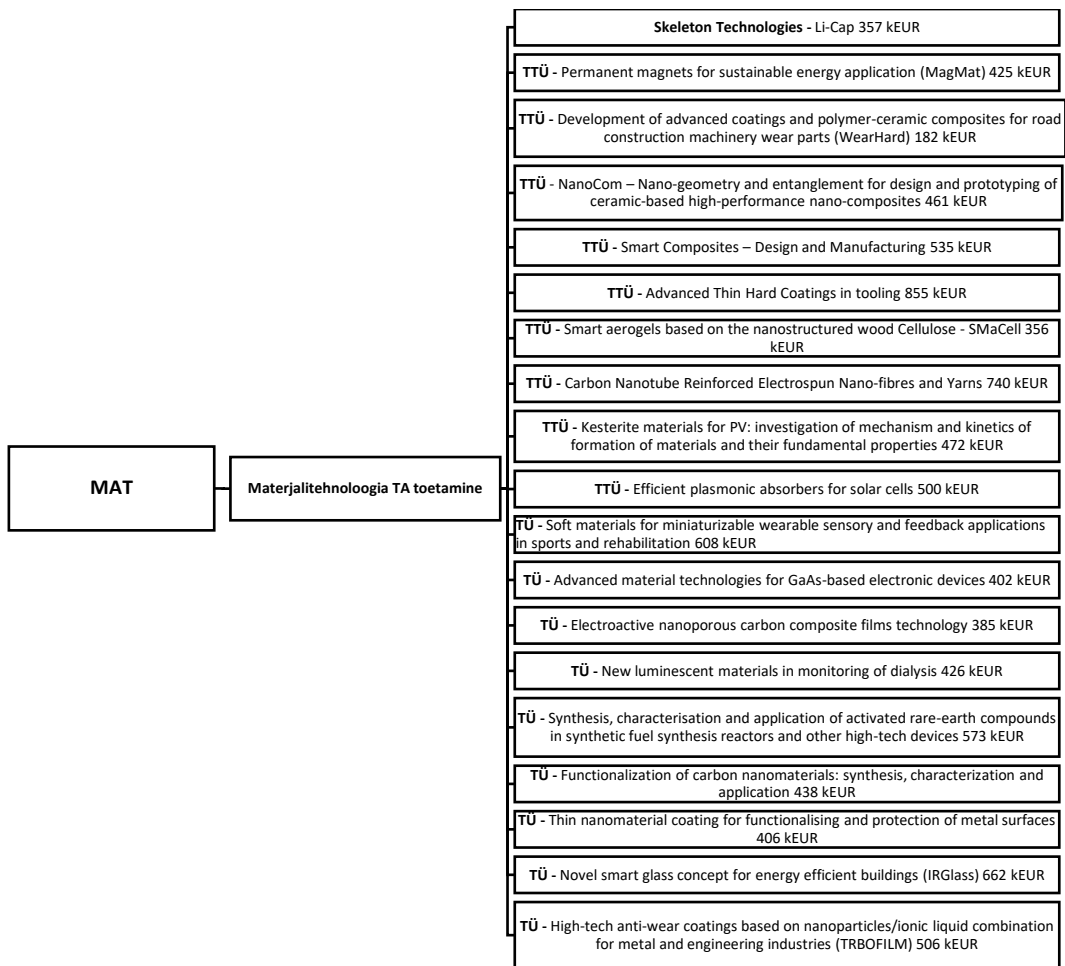 MAT
Materjalitehnoloogia TA toetamine
Skeleton Technologies - Li-Cap 357 kEUR
TTÜ - Permanent magnets for sustainable energy application (MagMat) 425 kEUR
TTÜ - Development of advanced coatings and polymer-ceramic composites for road
construction machinery wear parts (WearHard) 182 kEUR
TTÜ - NanoCom – Nano-geometry and entanglement for design and prototyping of
ceramic-based high-performance nano-composites 461 kEUR
TTÜ - Smart Composites – Design and Manufacturing 535 kEUR
TTÜ - Advanced Thin Hard Coatings in tooling 855 kEUR
TTÜ - Smart aerogels based on the nanostructured wood Cellulose - SMaCell 356
kEUR
TTÜ - Carbon Nanotube Reinforced Electrospun Nano-fibres and Yarns 740 kEUR
TTÜ - Kesterite materials for PV: investigation of mechanism and kinetics of
formation of materials and their fundamental properties 472 kEUR
TTÜ - Efficient plasmonic absorbers for solar cells 500 kEUR
TÜ - Soft materials for miniaturizable wearable sensory and feedback applications
in sports and rehabilitation 608 kEUR
TÜ - Advanced material technologies for GaAs-based electronic devices 402 kEUR
TÜ - Electroactive nanoporous carbon composite films technology 385 kEUR
TÜ - New luminescent materials in monitoring of dialysis 426 kEUR
TÜ - Synthesis, characterisation and application of activated rare-earth compounds
in synthetic fuel synthesis reactors and other high-tech devices 573 kEUR
TÜ - Functionalization of carbon nanomaterials: synthesis, characterization and
application 438 kEUR
TÜ - Thin nanomaterial coating for functionalising and protection of metal surfaces
406 kEUR
TÜ - Novel smart glass concept for energy efficient buildings (IRGlass) 662 kEUR
TÜ - High-tech anti-wear coatings based on nanoparticles/ionic liquid combination
for metal and engineering industries (TRBOFILM) 506 kEUR